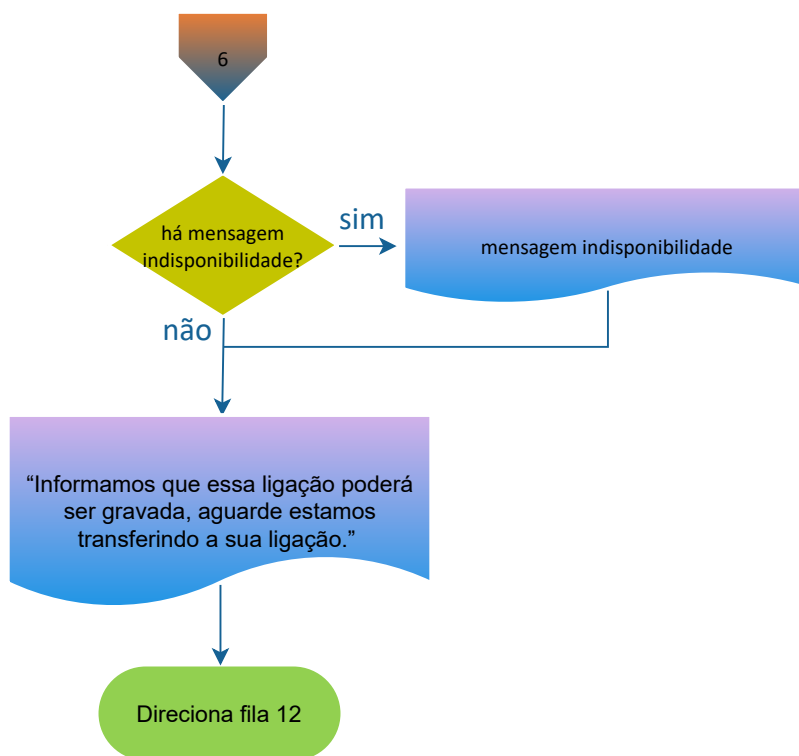 6
há mensagem
indisponibilidade?
sim
mensagem indisponibilidade
não
“Informamos que essa ligação poderá
ser gravada, aguarde estamos
transferindo a sua ligação.”
Direciona fila 12